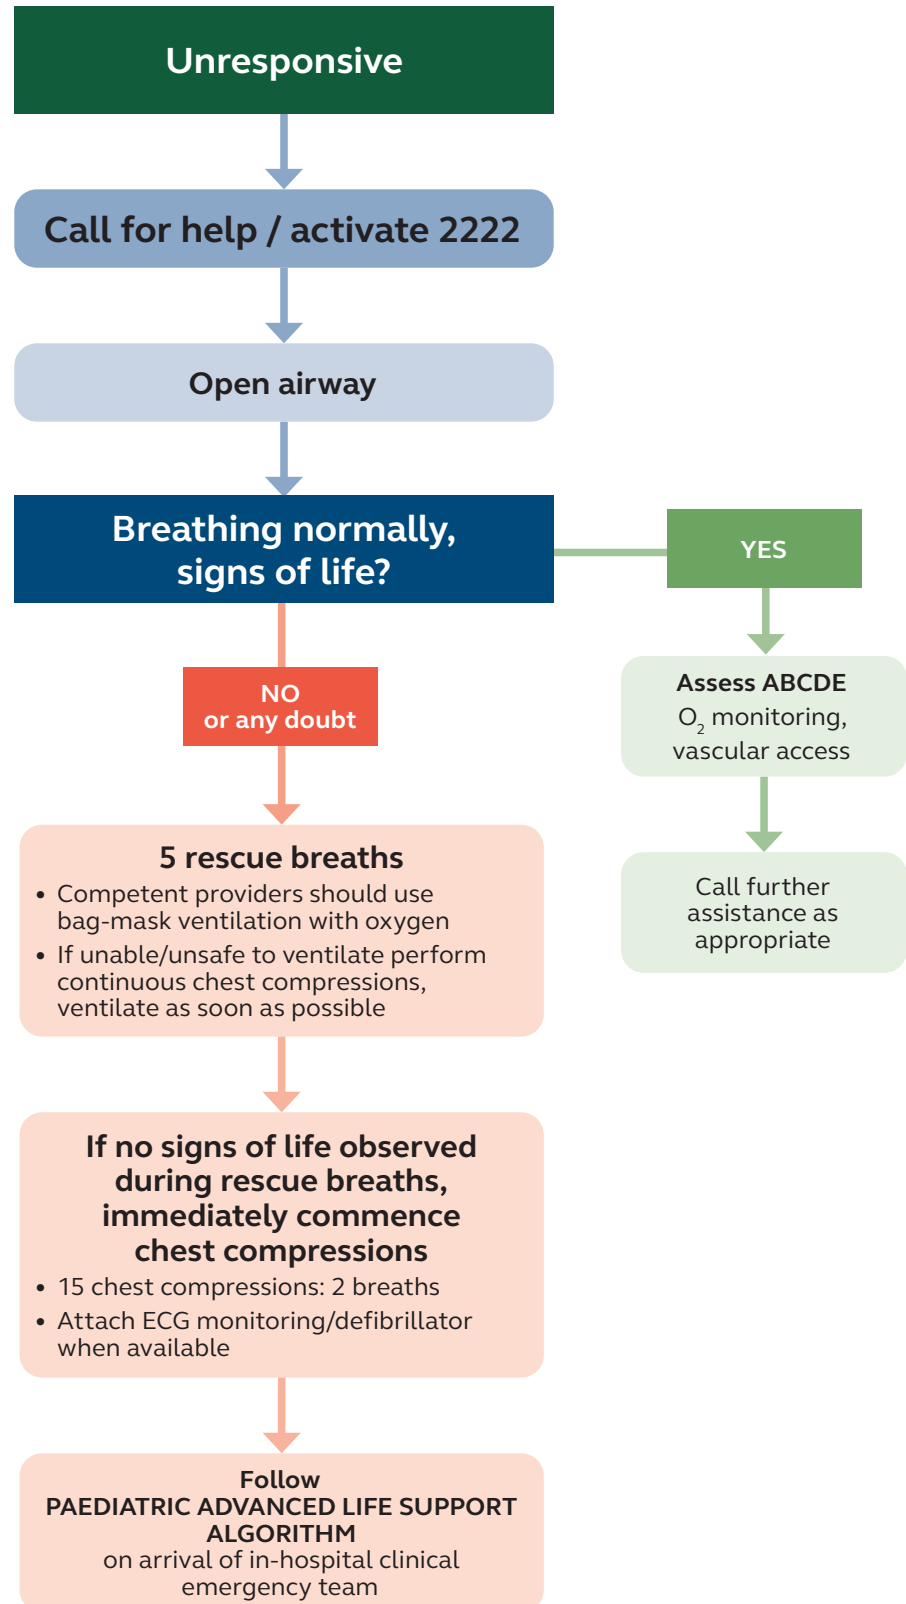 Unresponsive
Call for help / activate 2222
Open airway
Breathing normally,
signs of life?
YES
Assess ABCDE
O₂ monitoring,
vascular access
Call further
assistance as
appropriate
NO
or any doubt
5 rescue breaths
• Competent providers should use
bag-mask ventilation with oxygen
• If unable/unsafe to ventilate perform
continuous chest compressions,
ventilate as soon as possible
If no signs of life observed
during rescue breaths,
immediately commence
chest compressions
• 15 chest compressions: 2 breaths
• Attach ECG monitoring/defibrillator
when available
Follow
PAEDIATRIC ADVANCED LIFE SUPPORT
ALGORITHM
on arrival of in-hospital clinical
emergency team